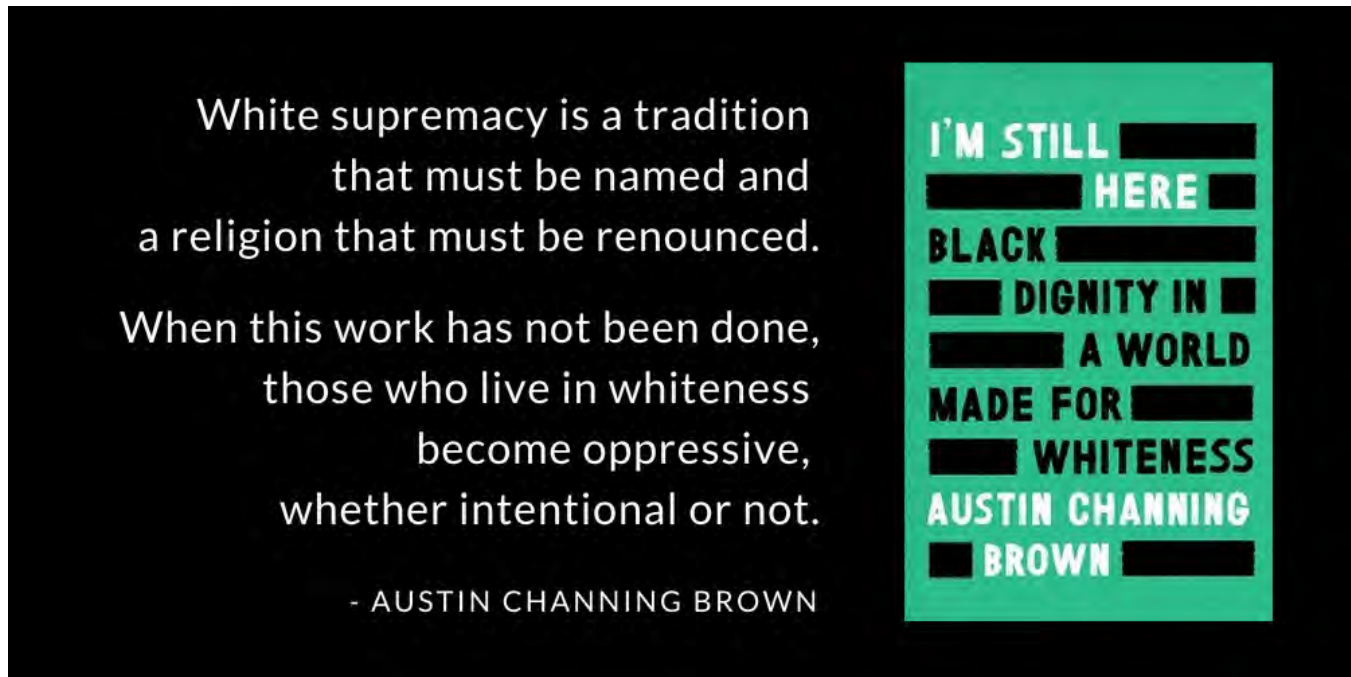 White supremacy is a tradition
that must be named and
a religion that must be renounced.
When this work has not been done,
those who live in whiteness
become oppressive,
whether intentional or not.
- AUSTIN CHANNING BROWN
I'M STILL
HERE
BLACK
DIGNITY IN
A WORLD
MADE FOR
WHITENESS
AUSTIN CHANNING
BROWN